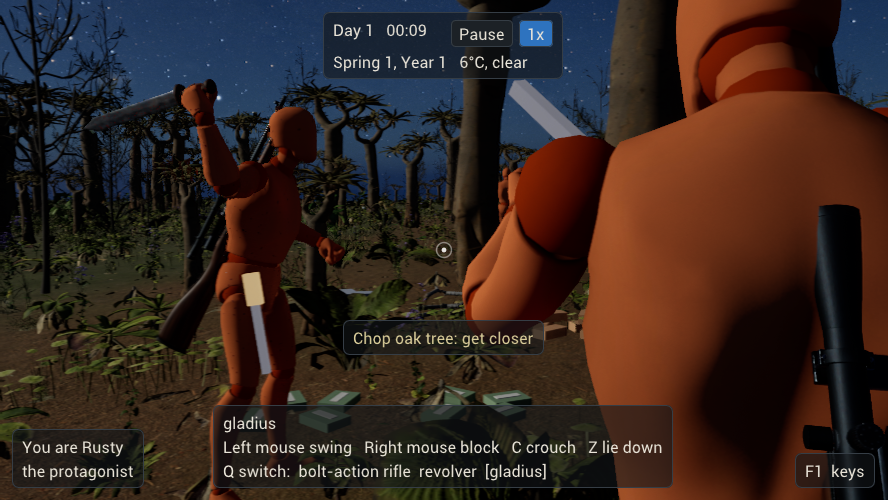 Day 1 00:09 Pause 1x
Spring 1, Year 1 6°C, clear
Chop oak tree: get closer
gladius
Left mouse swing Right mouse block C crouch Z lie down
Q switch: bolt-action rifle revolver [gladius]
You are Rusty
the protagonist
F1 keys